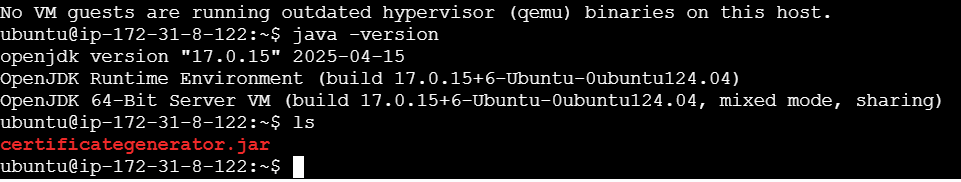 No VM guests are running outdated hypervisor (qemu) binaries on this host.
ubuntu@ip-172-31-8-122:~$ java -version
openjdk version "17.0.15" 2025-04-15
OpenJDK Runtime Environment (build 17.0.15+6-Ubuntu-0ubuntu124.04)
OpenJDK 64-Bit Server VM (build 17.0.15+6-Ubuntu-0ubuntu124.04, mixed mode, sharing)
ubuntu@ip-172-31-8-122:~$ ls
certificategenerator.jar
ubuntu@ip-172-31-8-122:~$